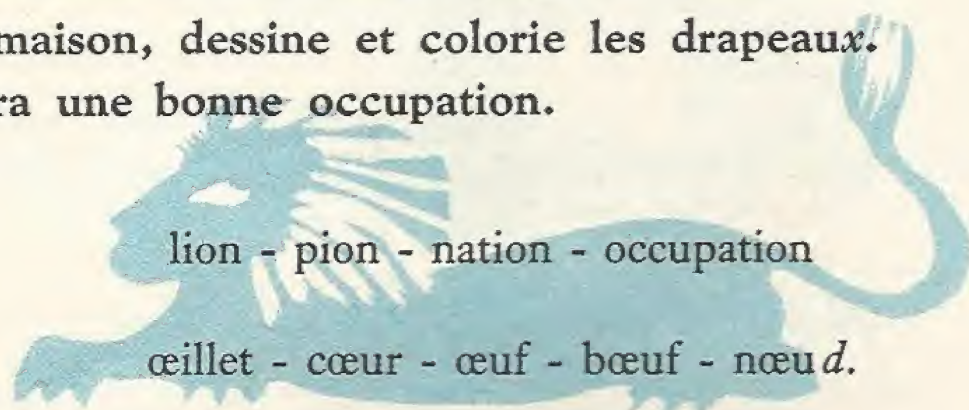 maison, dessine et colorie les drapeaux.
ra une bonne occupation.
lion - pion - nation - occupation
œillet - cœur - œuf - bœuf - nœud.